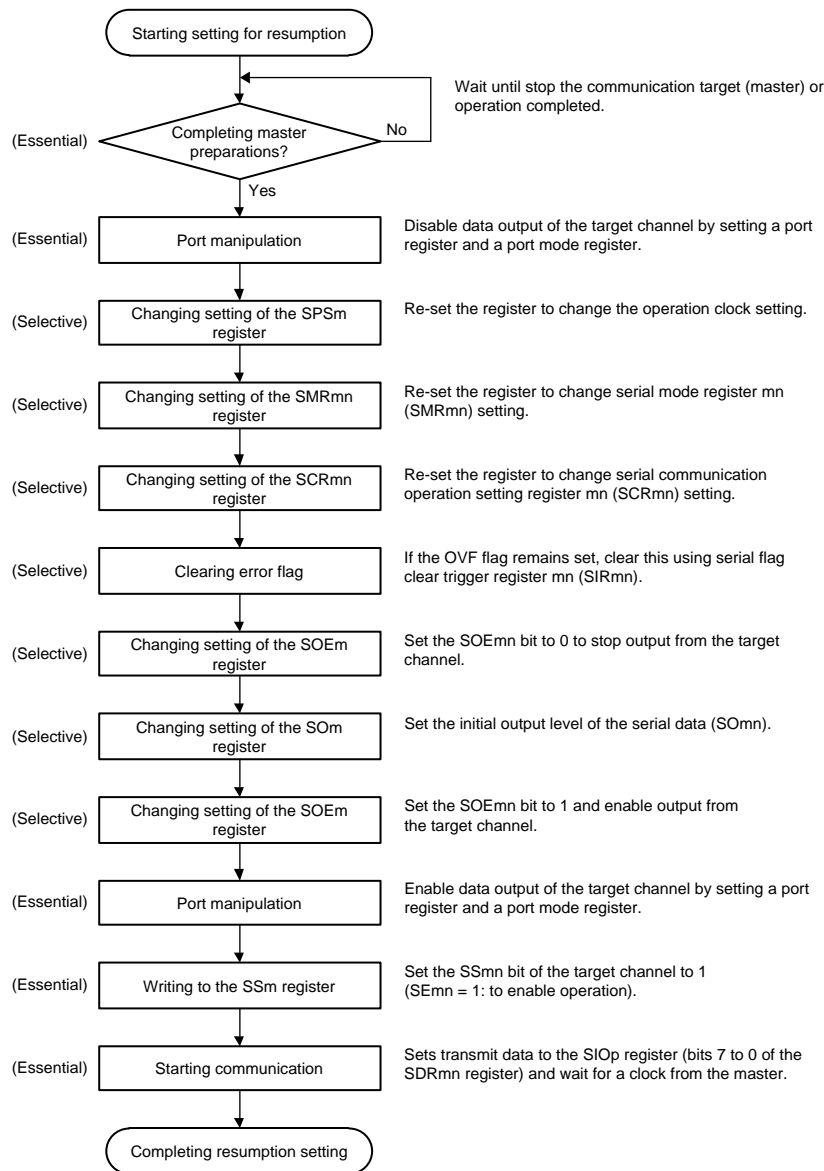 Starting setting for resumption
Wait until stop the communication target (master) or
operation completed.
(Essential)
Completing master
preparations?
No
Yes
(Essential)
Port manipulation
Disable data output of the target channel by setting a port
register and a port mode register.
(Selective)
Changing setting of the SPSm
register
Re-set the register to change the operation clock setting.
(Selective)
Changing setting of the SMRmn
register
Re-set the register to change serial mode register mn
(SMRmn) setting.
(Selective)
Changing setting of the SCRmn
register
Re-set the register to change serial communication
operation setting register mn (SCRmn) setting.
(Selective)
Clearing error flag
If the OVF flag remains set, clear this using serial flag
clear trigger register mn (SIRmn).
(Selective)
Changing setting of the SOEm
register
Set the SOEmn bit to 0 to stop output from the target
channel.
(Selective)
Changing setting of the SOm
register
Set the initial output level of the serial data (SOmn).
(Selective)
Changing setting of the SOEm
register
Set the SOEmn bit to 1 and enable output from
the target channel.
(Essential)
Port manipulation
Enable data output of the target channel by setting a port
register and a port mode register.
(Essential)
Writing to the SSm register
Set the SSmn bit of the target channel to 1
(SEmn = 1: to enable operation).
(Essential)
Starting communication
Sets transmit data to the SIOp register (bits 7 to 0 of the
SDRmn register) and wait for a clock from the master.
Completing resumption setting